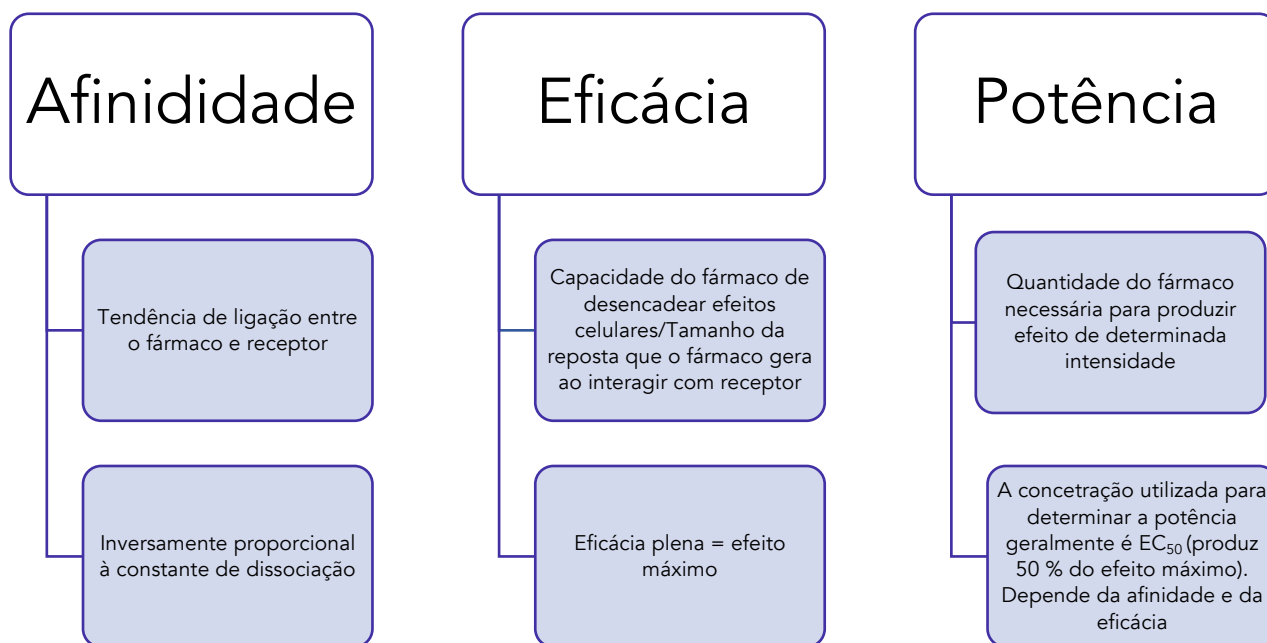 Afinididade
Tendência de ligação entre
o fármaco e receptor
Inversamente proporcional
à constante de dissociação
Eficácia
Capacidade do fármaco de
desencadear efeitos
celulares/Tamanho da
reposta que o fármaco gera
ao interagir com receptor
Eficácia plena = efeito
máximo
Potência
Quantidade do fármaco
necessária para produzir
efeito de determinada
intensidade
A concetração utilizada para
determinar a potência
geralmente é EC₅₀ (produz
50 % do efeito máximo).
Depende da afinidade e da
eficácia